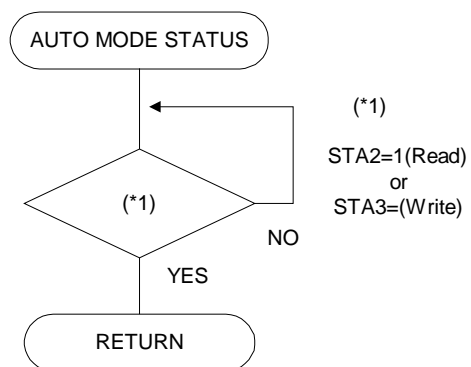 AUTO MODE STATUS
(*1)
STA2=1(Read)
or
STA3=(Write)
(*1)
NO
YES
RETURN